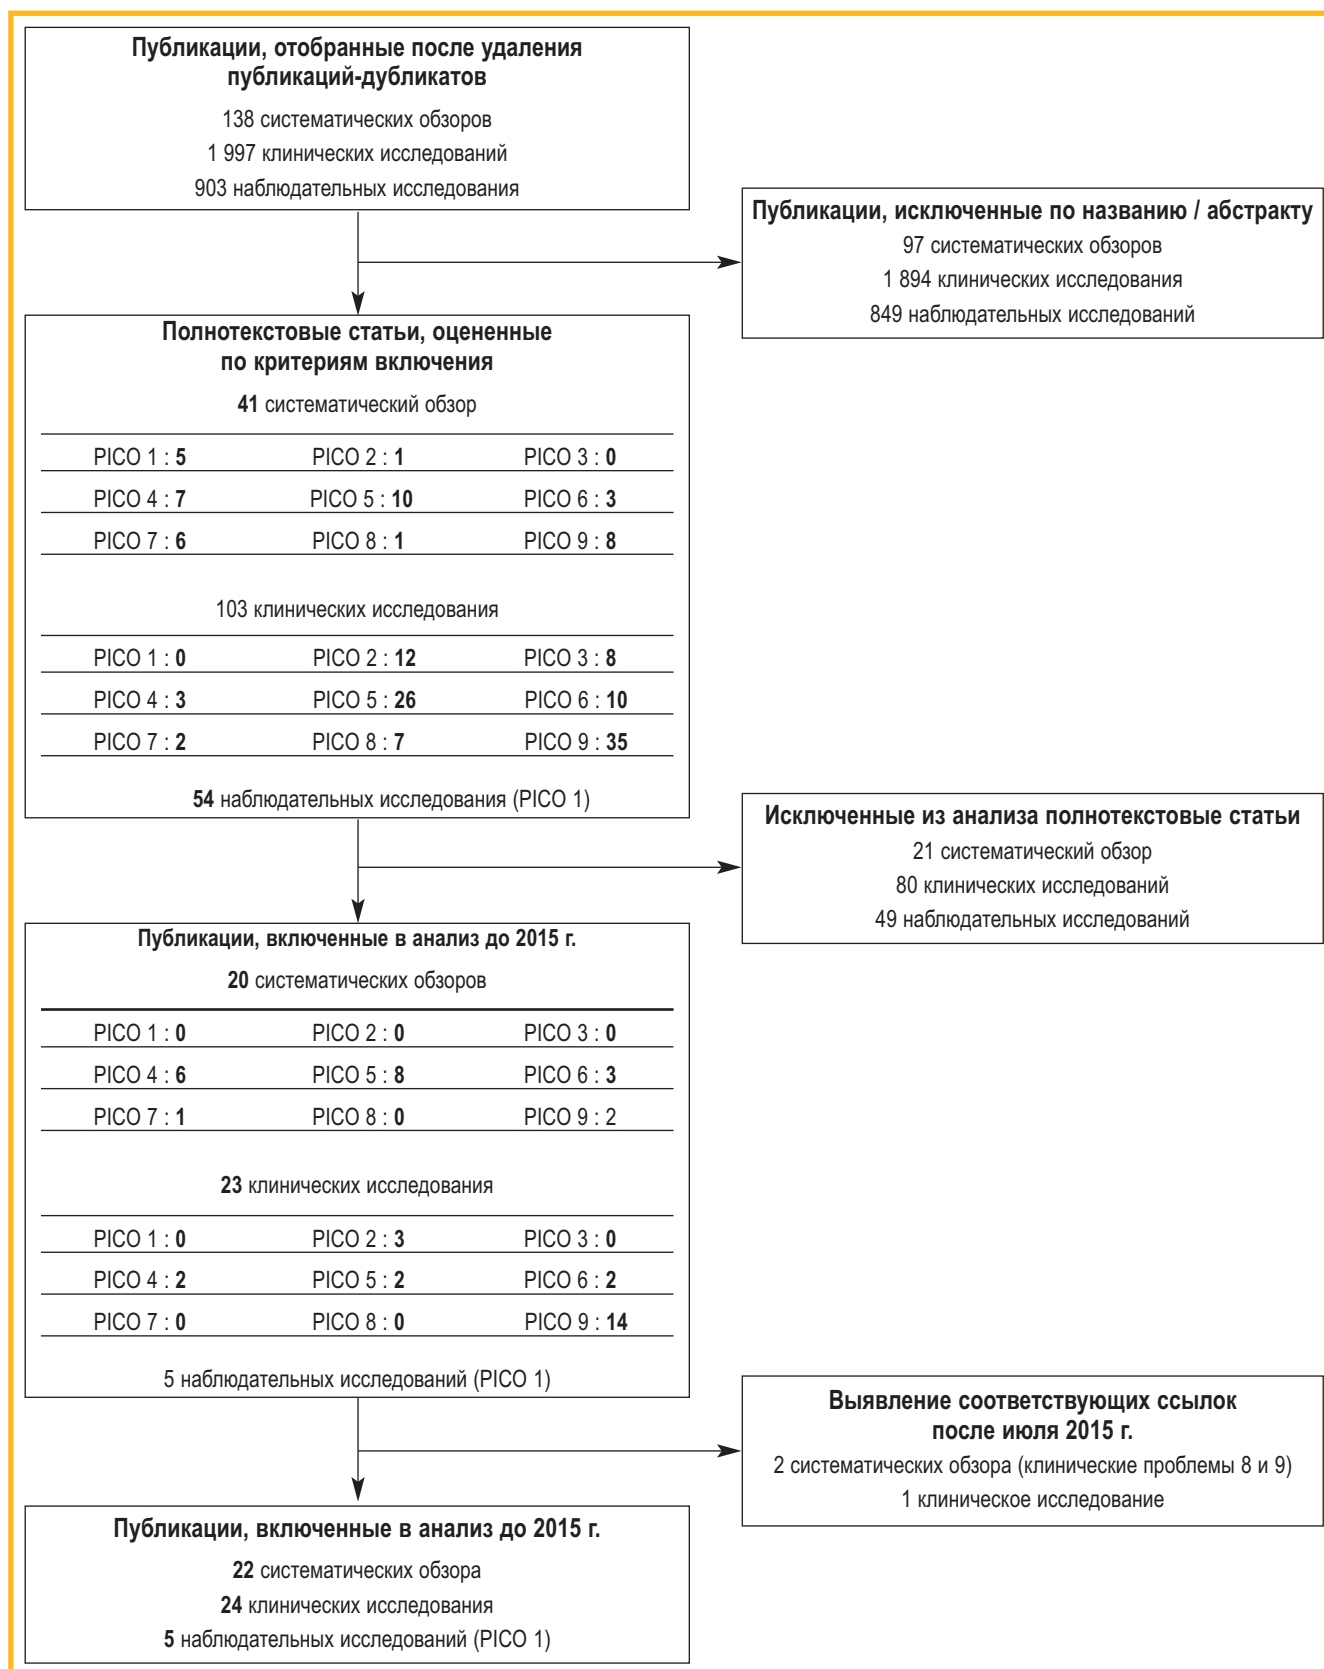 Публикации, отобранные после удаления
публикаций-дубликатов
138 систематических обзоров
1 997 клинических исследований
903 наблюдательных исследования
Публикации, исключенные по названию / абстракту
97 систематических обзоров
1 894 клинических исследования
849 наблюдательных исследований
Полнотекстовые статьи, оцененные
по критериям включения
41 систематический обзор
PICO 1 : 5 PICO 2 : 1 PICO 3 : 0
PICO 4 : 7 PICO 5 : 10 PICO 6 : 3
PICO 7 : 6 PICO 8 : 1 PICO 9 : 8
103 клинических исследования
PICO 1 : 0 PICO 2 : 12 PICO 3 : 8
PICO 4 : 3 PICO 5 : 26 PICO 6 : 10
PICO 7 : 2 PICO 8 : 7 PICO 9 : 35
54 наблюдательных исследования (PICO 1)
Исключенные из анализа полнотекстовые статьи
21 систематический обзор
80 клинических исследований
49 наблюдательных исследований
Публикации, включенные в анализ до 2015 г.
20 систематических обзоров
PICO 1 : 0 PICO 2 : 0 PICO 3 : 0
PICO 4 : 6 PICO 5 : 8 PICO 6 : 3
PICO 7 : 1 PICO 8 : 0 PICO 9 : 2
23 клинических исследования
PICO 1 : 0 PICO 2 : 3 PICO 3 : 0
PICO 4 : 2 PICO 5 : 2 PICO 6 : 2
PICO 7 : 0 PICO 8 : 0 PICO 9 : 14
5 наблюдательных исследований (PICO 1)
Выявление соответствующих ссылок
после июля 2015 г.
2 систематических обзора (клинические проблемы 8 и 9)
1 клиническое исследование
Публикации, включенные в анализ до 2015 г.
22 систематических обзора
24 клинических исследования
5 наблюдательных исследований (PICO 1)